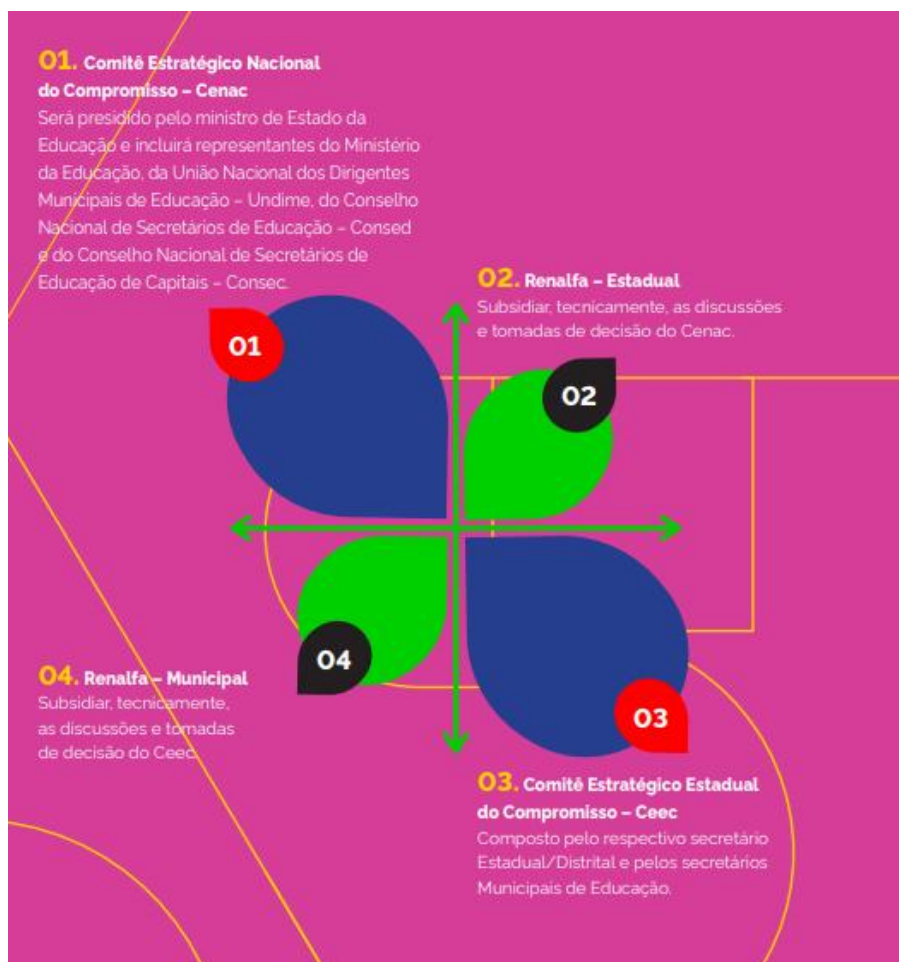 01. Comitê Estratégico Nacional
do Compromisso – Cenac
Será presidido pelo ministro de Estado da
Educação e incluirá representantes do Ministério
da Educação, da União Nacional dos Dirigentes
Municipais de Educação – Undime, do Conselho
Nacional de Secretários de Educação – Consed
e do Conselho Nacional de Secretários de
Educação de Capitais – Consec.
02. Renalfa – Estadual
Subsidiar, tecnicamente, as discussões
e tomadas de decisão do Cenac.
01
02
04
03
04. Renalfa – Municipal
Subsidiar, tecnicamente,
as discussões e tomadas
de decisão do Ceec.
03. Comitê Estratégico Estadual
do Compromisso – Ceec
Composto pelo respectivo secretário
Estadual/Distrital e pelos secretários
Municipais de Educação.